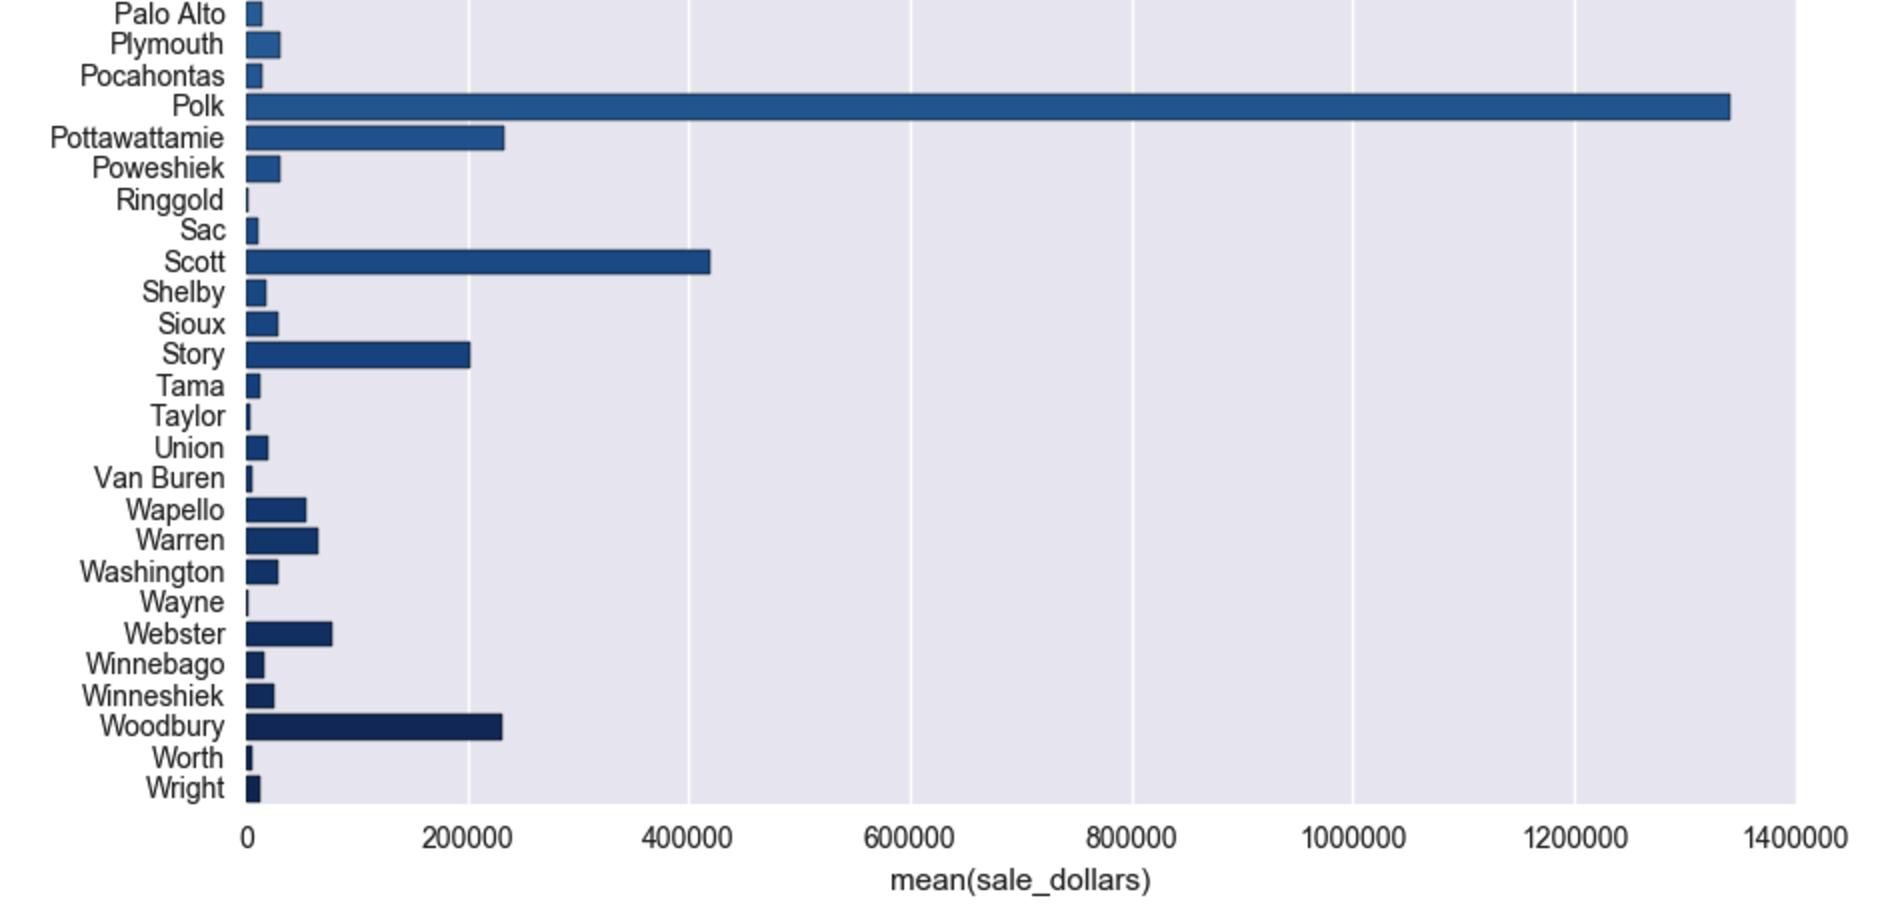 Palo Alto
Plymouth
Pocahontas
Polk
Pottawattamie
Poweshiek
Ringgold
Sac
Scott
Shelby
Sioux
Story
Tama
Taylor
Union
Van Buren
Wapello
Warren
Washington
Wayne
Webster
Winnebago
Winneshiek
Woodbury
Worth
Wright
0 200000 400000 600000 800000 1000000 1200000 1400000
mean(sale_dollars)